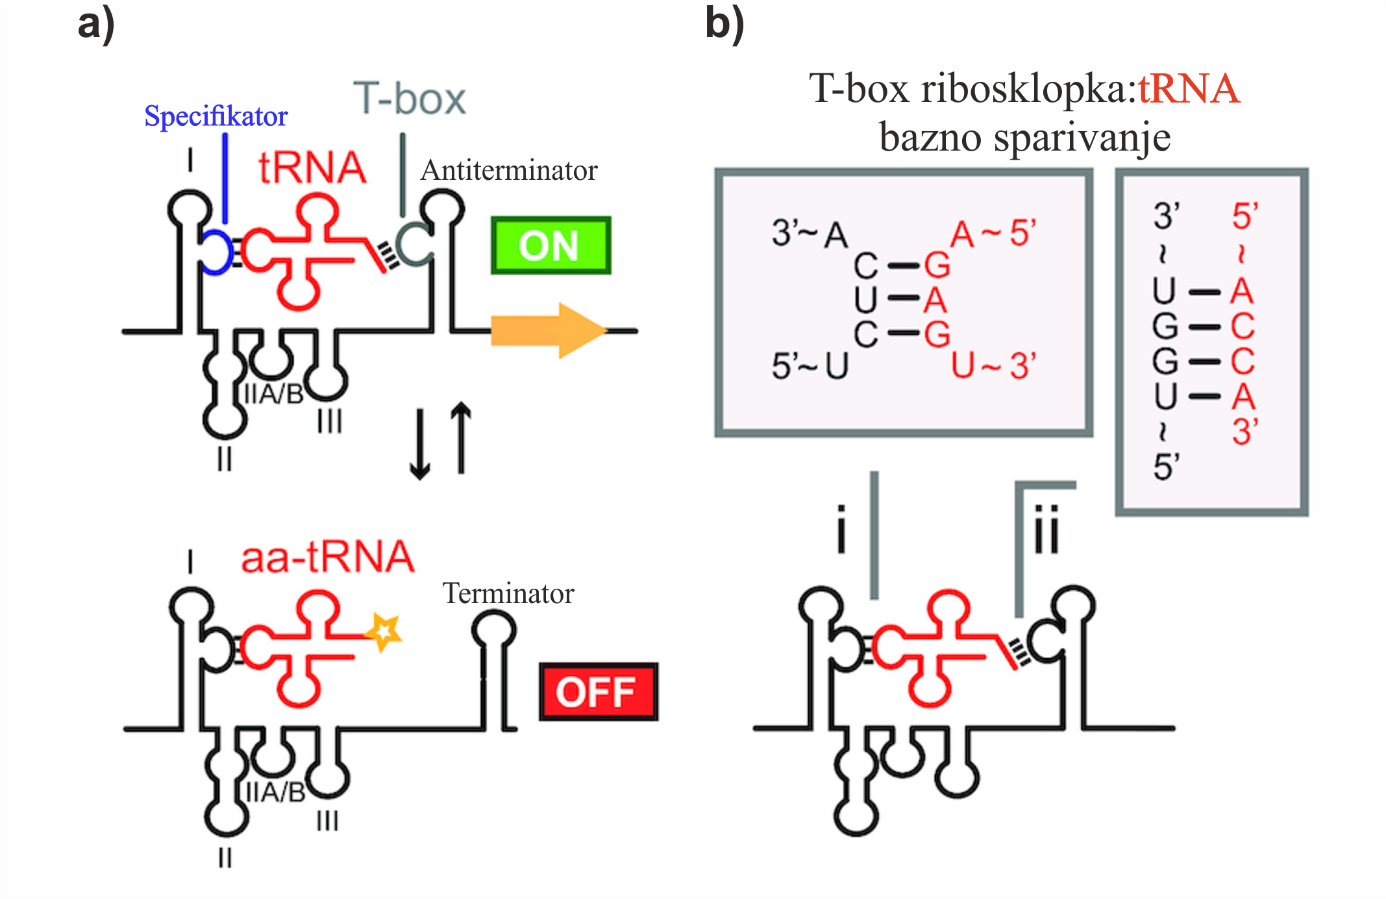 a)
Specifikator
T-box
I
tRNA
Antiterminator
ON
IIA/B
III
II
I
aa-tRNA
Terminator
OFF
IIA/B
III
II
b)
T-box ribosklopka:tRNA
bazno sparivanje
3’~A A~5’
C – G
U – A
C – G
5’~U U~3’
3’ 5’
~ ~
U – A
G – C
G – C
U – A
~ 3’
5’
i
ii